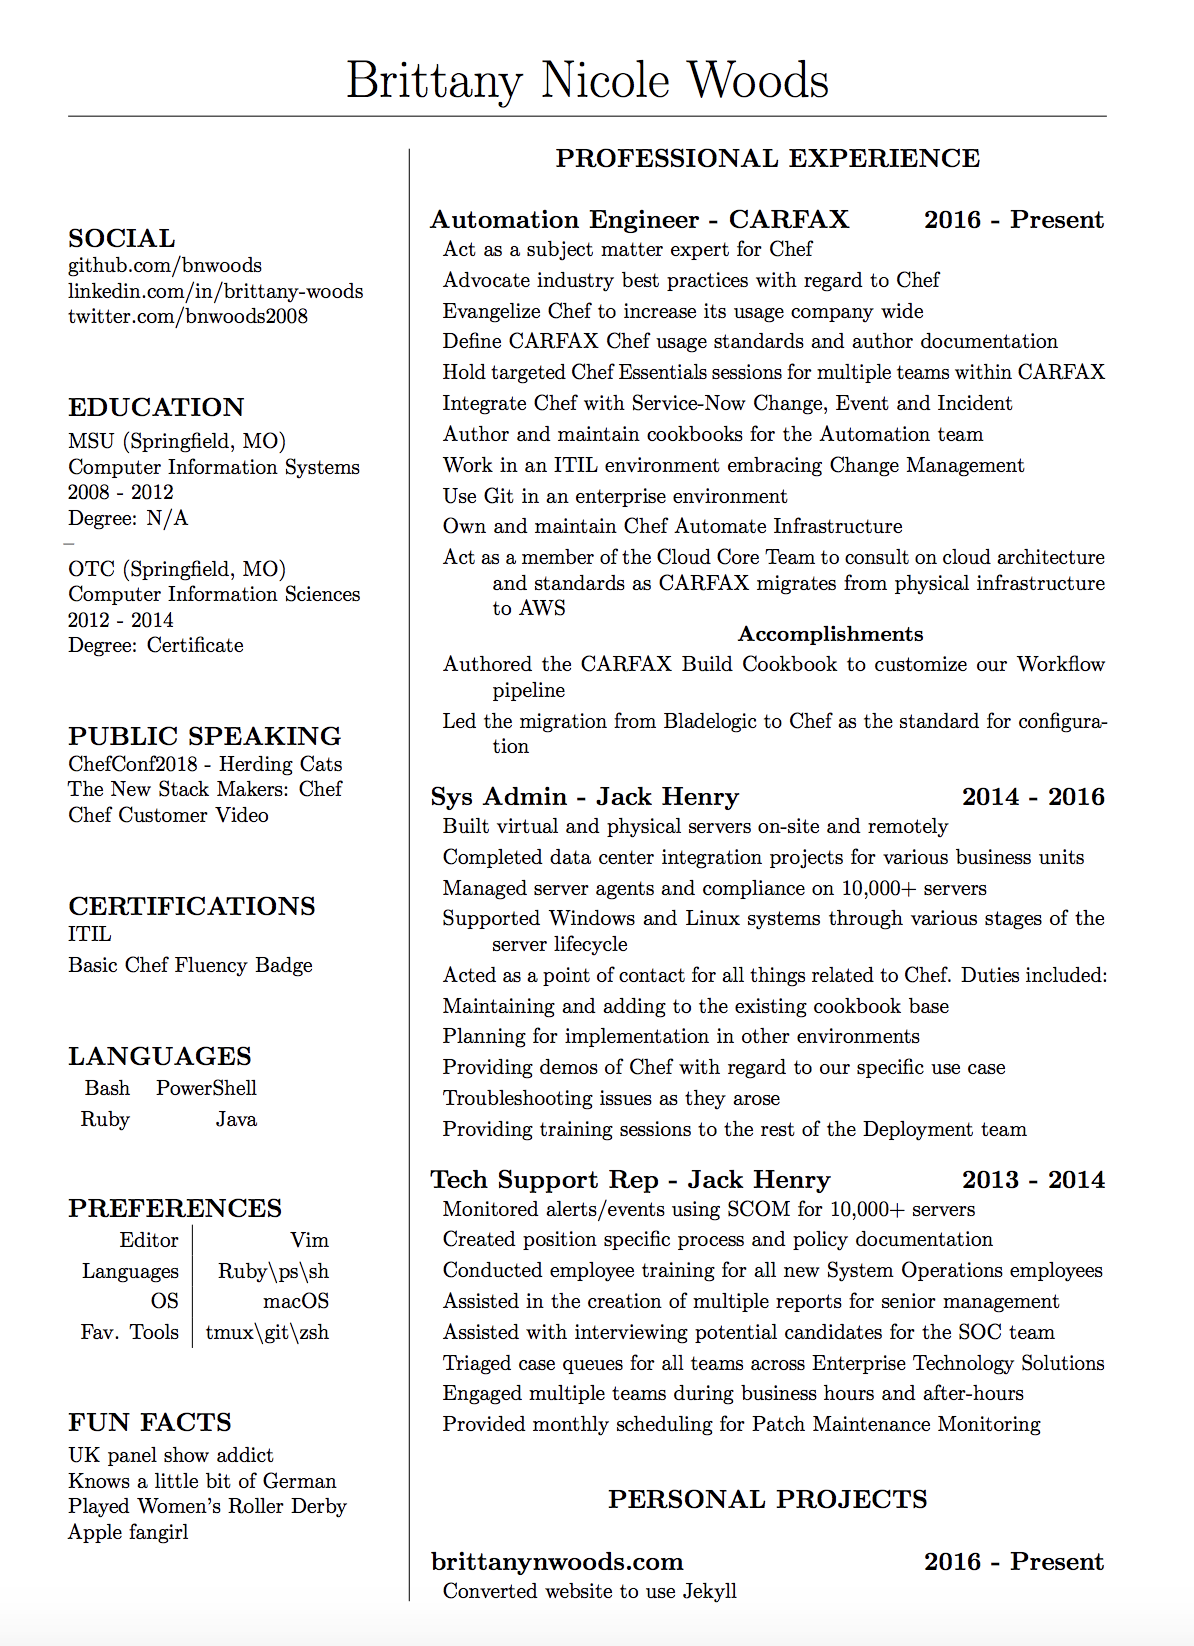 Brittany Nicole Woods
SOCIAL
github.com/bnwoods
linkedin.com/in/brittany-woods
twitter.com/bnwoods2008
EDUCATION
MSU (Springfield, MO)
Computer Information Systems
2008 - 2012
Degree: N/A
–
OTC (Springfield, MO)
Computer Information Sciences
2012 - 2014
Degree: Certificate
PUBLIC SPEAKING
ChefConf2018 - Herding Cats
The New Stack Makers: Chef
Chef Customer Video
CERTIFICATIONS
ITIL
Basic Chef Fluency Badge
LANGUAGES
Bash PowerShell
Ruby Java
PREFERENCES
Editor Vim
Languages Ruby\ps\sh
OS macOS
Fav. Tools tmux\git\zsh
FUN FACTS
UK panel show addict
Knows a little bit of German
Played Women's Roller Derby
Apple fangirl
PROFESSIONAL EXPERIENCE
Automation Engineer - CARFAX 2016 - Present
Act as a subject matter expert for Chef
Advocate industry best practices with regard to Chef
Evangelize Chef to increase its usage company wide
Define CARFAX Chef usage standards and author documentation
Hold targeted Chef Essentials sessions for multiple teams within CARFAX
Integrate Chef with Service-Now Change, Event and Incident
Author and maintain cookbooks for the Automation team
Work in an ITIL environment embracing Change Management
Use Git in an enterprise environment
Own and maintain Chef Automate Infrastructure
Act as a member of the Cloud Core Team to consult on cloud architecture
and standards as CARFAX migrates from physical infrastructure
to AWS
Accomplishments
Authored the CARFAX Build Cookbook to customize our Workflow
pipeline
Led the migration from Bladelogic to Chef as the standard for configura-
tion
Sys Admin - Jack Henry 2014 - 2016
Built virtual and physical servers on-site and remotely
Completed data center integration projects for various business units
Managed server agents and compliance on 10,000+ servers
Supported Windows and Linux systems through various stages of the
server lifecycle
Acted as a point of contact for all things related to Chef. Duties included:
Maintaining and adding to the existing cookbook base
Planning for implementation in other environments
Providing demos of Chef with regard to our specific use case
Troubleshooting issues as they arose
Providing training sessions to the rest of the Deployment team
Tech Support Rep - Jack Henry 2013 - 2014
Monitored alerts/events using SCOM for 10,000+ servers
Created position specific process and policy documentation
Conducted employee training for all new System Operations employees
Assisted in the creation of multiple reports for senior management
Assisted with interviewing potential candidates for the SOC team
Triaged case queues for all teams across Enterprise Technology Solutions
Engaged multiple teams during business hours and after-hours
Provided monthly scheduling for Patch Maintenance Monitoring
PERSONAL PROJECTS
brittanynwoods.com 2016 - Present
Converted website to use Jekyll